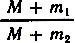 M + m₁
M + m₂